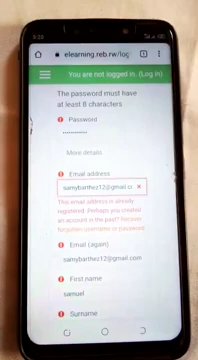 elearning.reb.rw/log
You are not logged in. (Log in)
The password must have
at least 8 characters
Password
More details
Email address
samybarthez12@gmail.c
This email address is already
registered. Perhaps you created
an account in the past? Recover
forgotten username or password
Email (again)
samybarthez12@gmail.com
First name
samuel
Surname